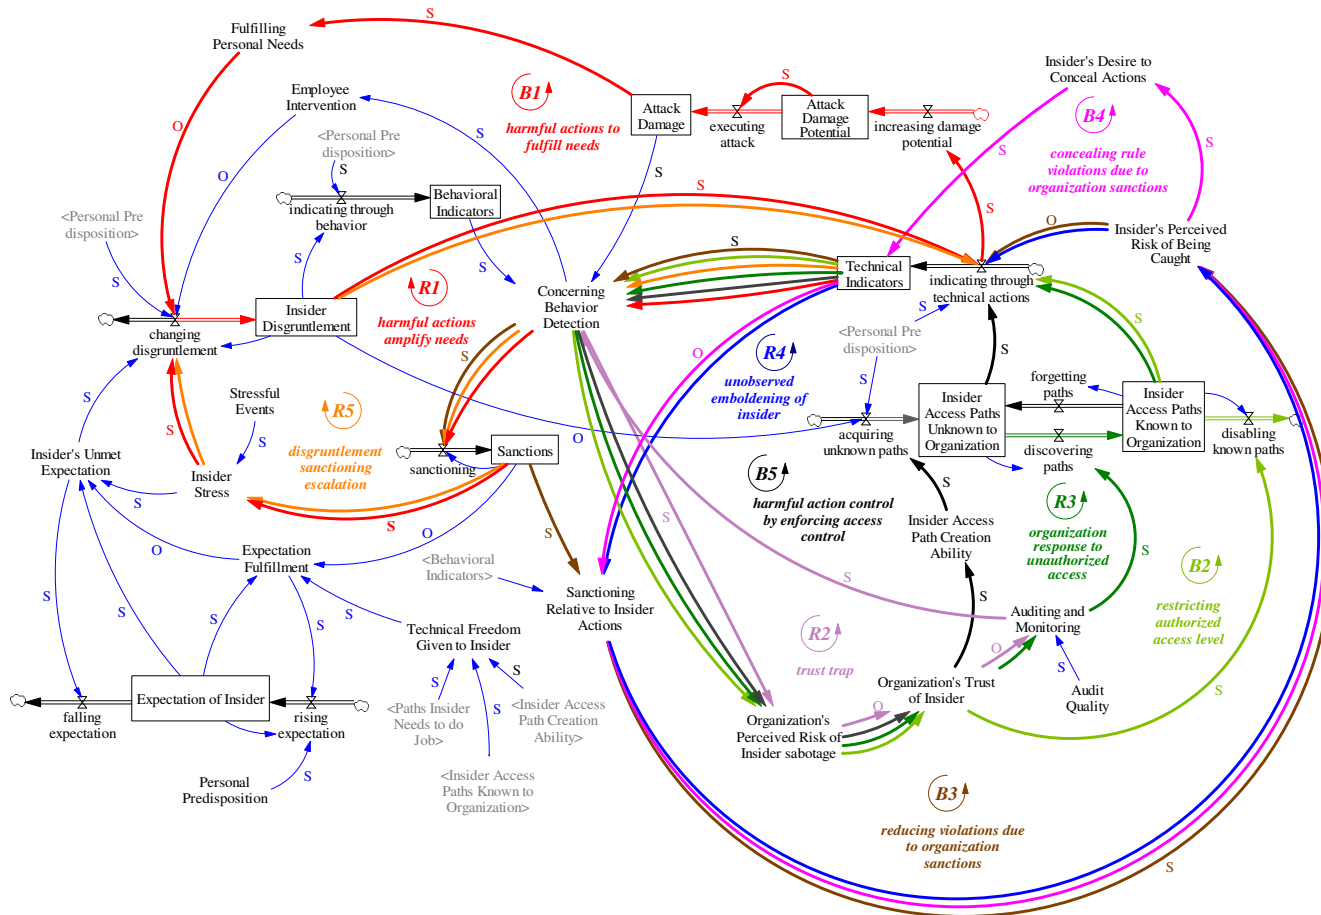 S
Fulfilling
Personal Needs
Insider's Desire to
Conceal Actions
S
Employee
Intervention
B1
Attack
Damage
executing
attack
Attack
Damage
Potential
increasing damage
potential
B4
O
harmful actions to
fulfill needs
S
<Personal Pre
disposition>
S
S
S
concealing rule
violations due to
organization sanctions
S
S
O
indicating through
behavior
Behavioral
Indicators
S
S
<Personal Pre
disposition>
O
Insider's Perceived
Risk of Being
Caught
S
S
S
S
R1
Concerning
Behavior
Detection
Technical
Indicators
indicating through
technical actions
Insider
Disgruntlement
harmful actions
amplify needs
changing
disgruntlement
<Personal Pre
disposition>
S
S
O
R4
unobserved
emboldening of
insider
S
S
S
Stressful
Events
R5
forgetting
paths
Insider
Access Paths
Unknown to
Organization
Insider
Access Paths
Known to
Organization
S
S
O
acquiring
unknown paths
discovering
paths
disabling
known paths
disgruntlement
sanctioning
escalation
sanctioning
Sanctions
Insider's Unmet
Expectation
Insider
Stress
S
S
B5
harmful action control
by enforcing access
control
S
R3
organization
response to
unauthorized
access
Insider Access
Path Creation
Ability
O
O
S
S
Expectation
Fulfillment
<Behavioral
Indicators>
B2
restricting
authorized
access level
S
S
S
S
S
Sanctioning
Relative to Insider
Actions
S
S
Technical Freedom
Given to Insider
R2
trust trap
Auditing and
Monitoring
O
S
S
S
Expectation of Insider
Organization's Trust
of Insider
S
Audit
Quality
falling
expectation
rising
expectation
<Paths Insider
Needs to do
Job>
S
<Insider Access
Path Creation
Ability>
Organization's
Perceived Risk of
Insider sabotage
O
S
Personal
Predisposition
<Insider Access
Paths Known to
Organization>
B3
reducing violations due
to organization
sanctions
S